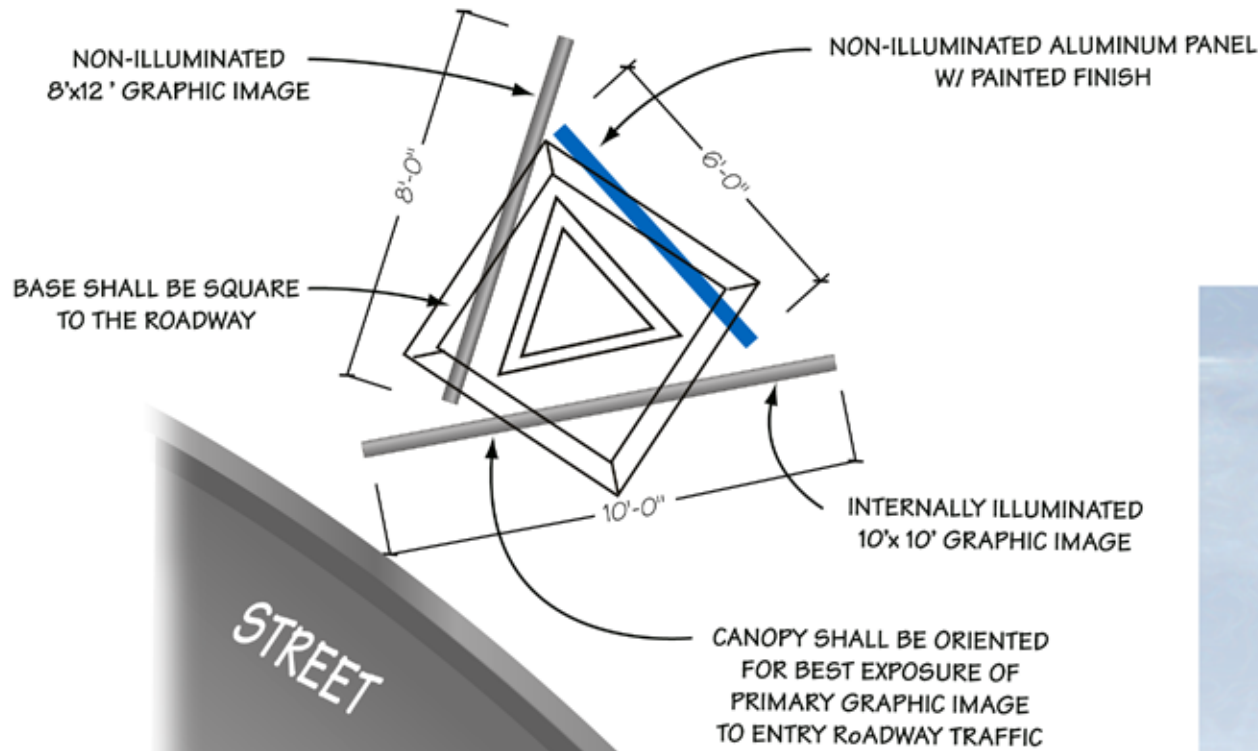 NON-ILLUMINATED
8'x12 ' GRAPHIC IMAGE
NON-ILLUMINATED ALUMINUM PANEL
W/ PAINTED FINISH
8'-0"
6'-0"
BASE SHALL BE SQUARE
TO THE ROADWAY
10'-0"
INTERNALLY ILLUMINATED
10'x 10' GRAPHIC IMAGE
STREET
CANOPY SHALL BE ORIENTED
FOR BEST EXPOSURE OF
PRIMARY GRAPHIC IMAGE
TO ENTRY RoADWAY TRAFFIC